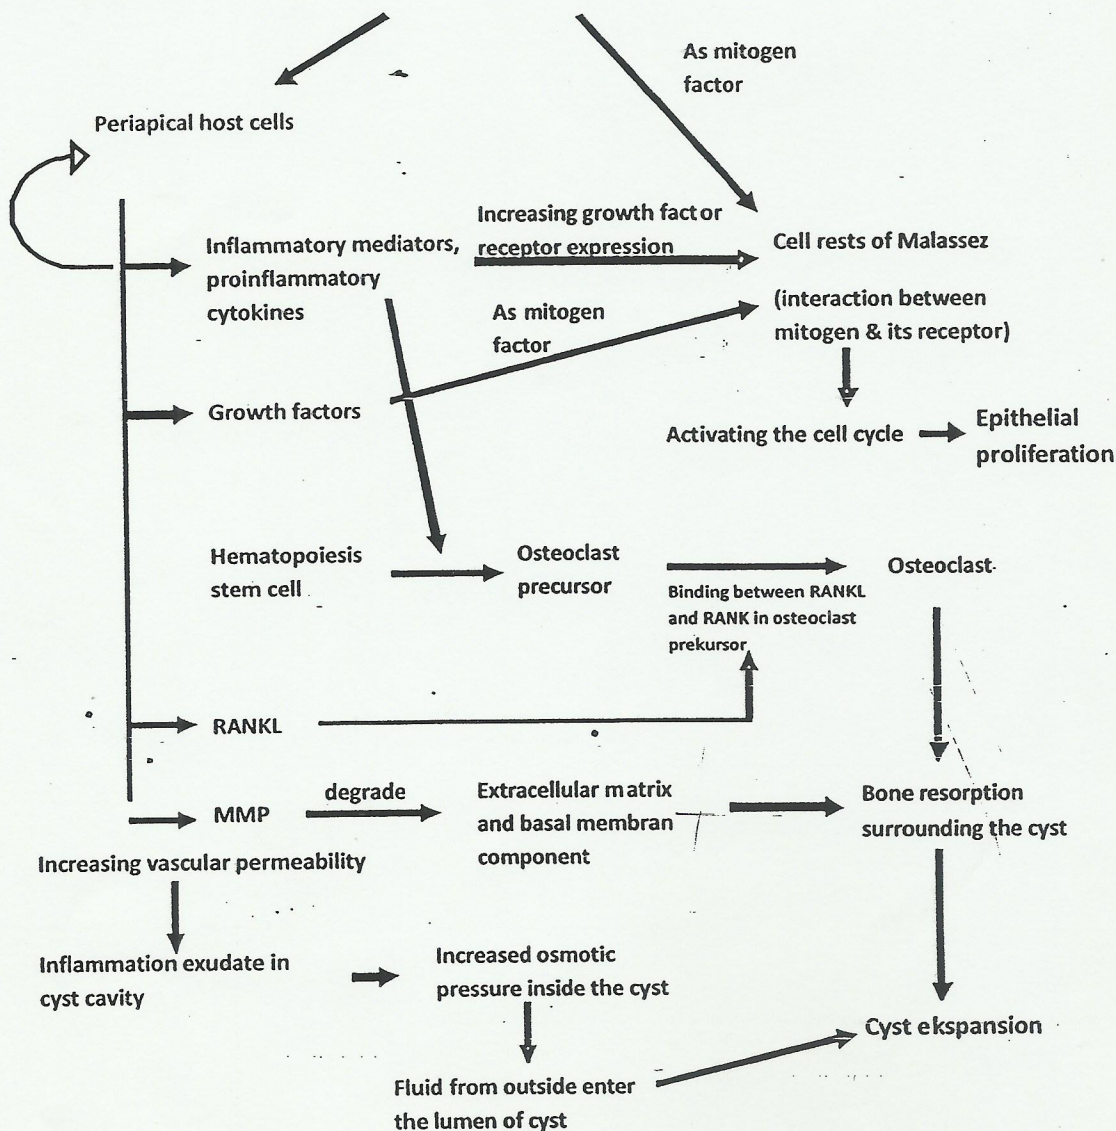 As mitogen
factor
Periapical host cells
Increasing growth factor
receptor expression
Cell rests of Malassez
Inflammatory mediators,
proinflammatory
cytokines
(interaction between
mitogen & its receptor)
As mitogen
factor
Growth factors
Activating the cell cycle
Epithelial
proliferation
Hematopoiesis
stem cell
Osteoclast
precursor
Osteoclast
Binding between RANKL
and RANK in osteoclast
prekursor
RANKL
MMP
degrade
Extracellular matrix
and basal membran
component
Bone resorption
surrounding the cyst
Increasing vascular permeability
Inflammation exudate in
cyst cavity
Increased osmotic
pressure inside the cyst
Cyst ekspansion
Fluid from outside enter
the lumen of cyst